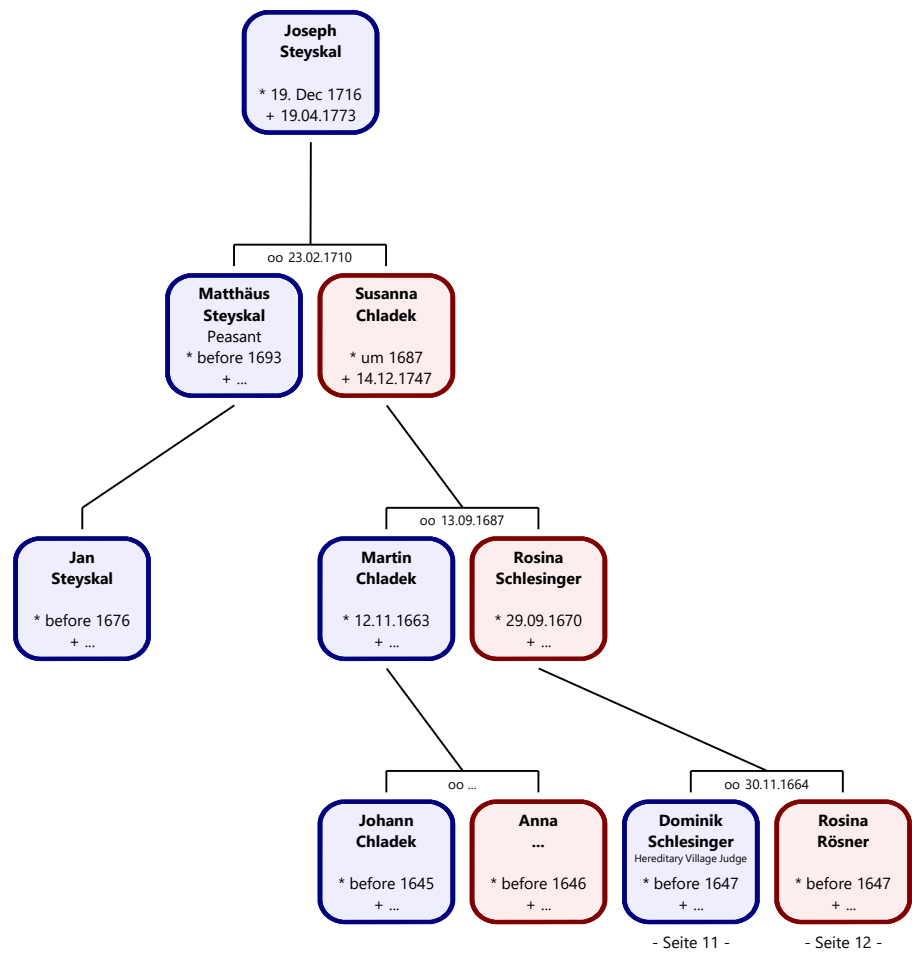 Joseph
Steyskal
* 19. Dec 1716
+ 19.04.1773
oo 23.02.1710
Matthäus
Steyskal
Peasant
* before 1693
+ ...
Susanna
Chladek
* um 1687
+ 14.12.1747
oo 13.09.1687
Jan
Steyskal
* before 1676
+ ...
Martin
Chladek
* 12.11.1663
+ ...
Rosina
Schlesinger
* 29.09.1670
+ ...
oo ...
oo 30.11.1664
Johann
Chladek
* before 1645
+ ...
Anna
...
* before 1646
+ ...
Dominik
Schlesinger
Hereditary Village Judge
* before 1647
+ ...
Rosina
Rösner
* before 1647
+ ...
- Seite 11 -
- Seite 12 -